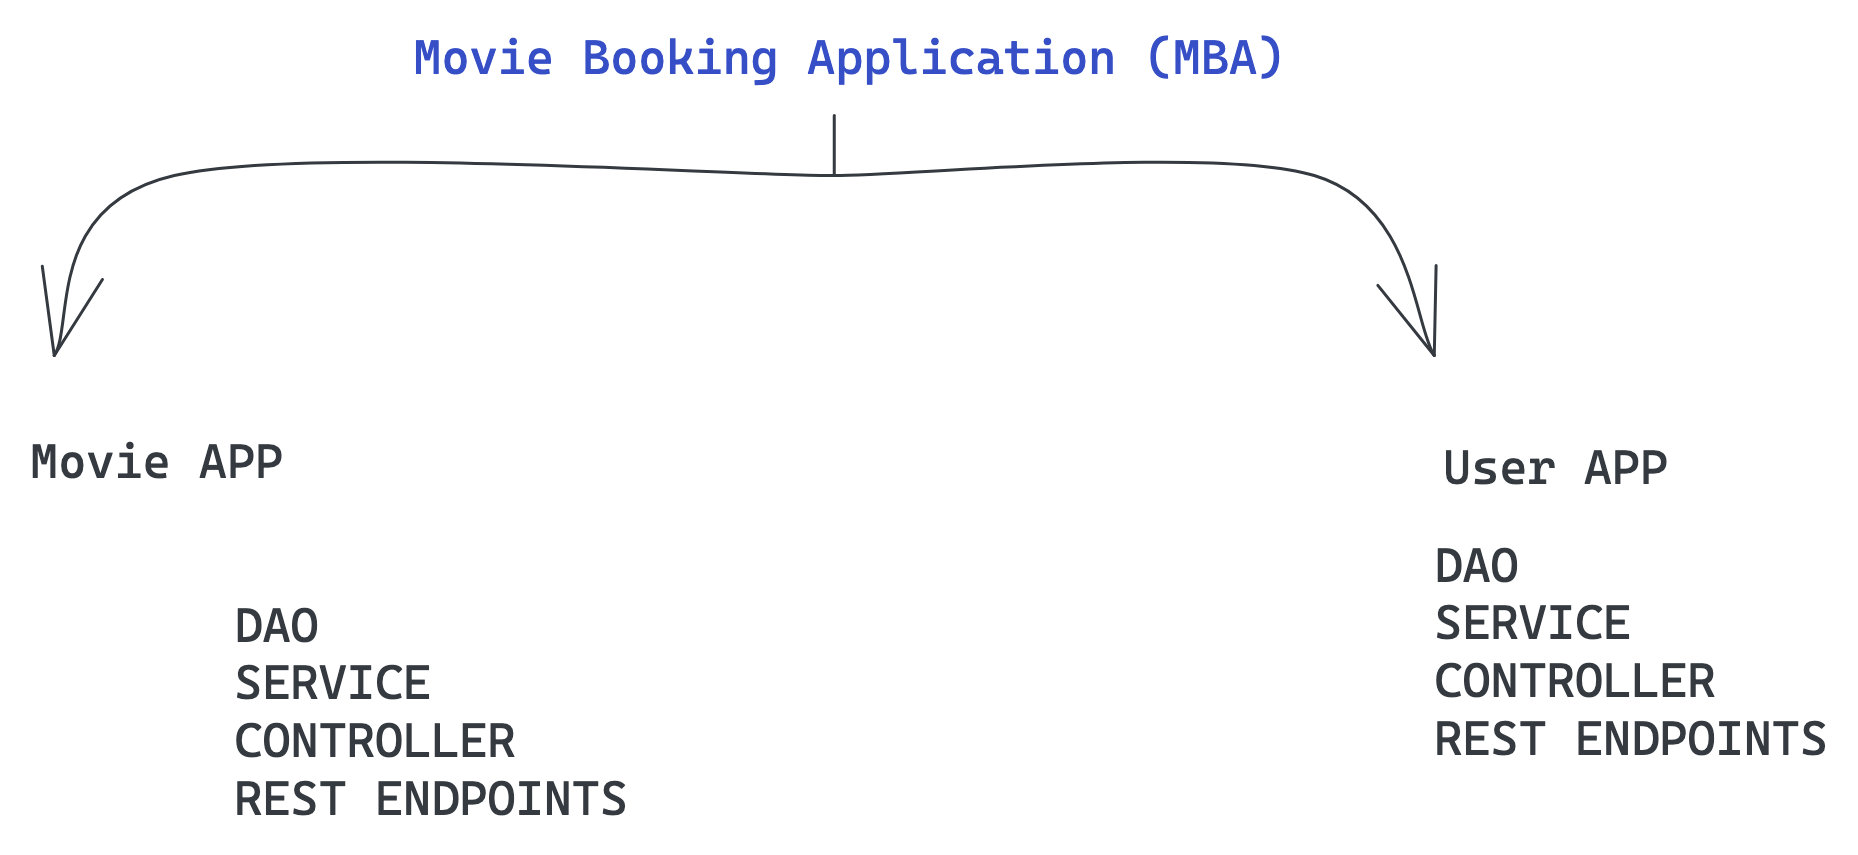 Movie Booking Application (MBA)
Movie APP
DAO
SERVICE
CONTROLLER
REST ENDPOINTS
User APP
DAO
SERVICE
CONTROLLER
REST ENDPOINTS